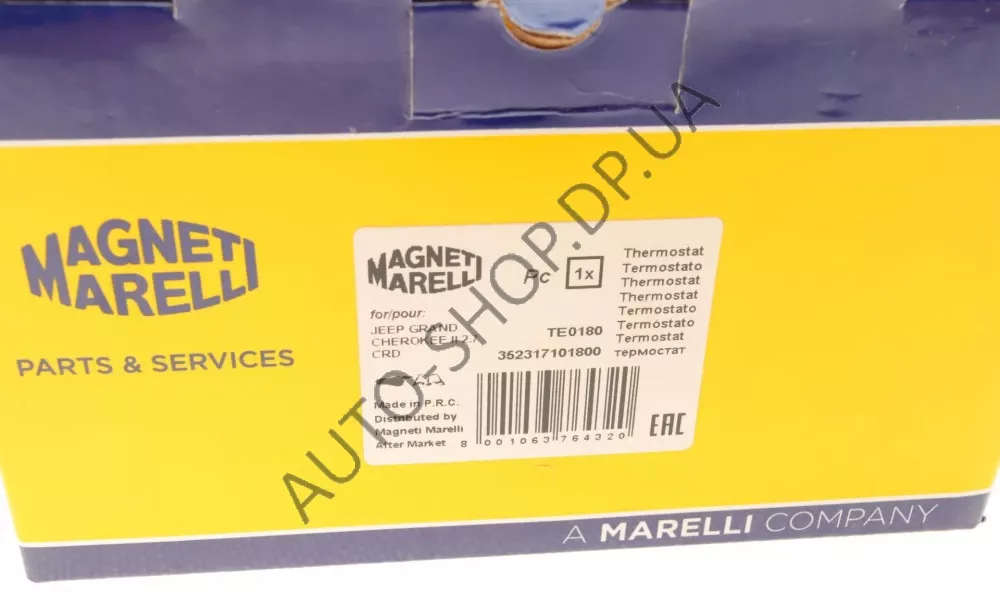 MAGNETI
MARELLI
PARTS & SERVICES
MAGNETI
MARELLI
Pc 1x
for/pour:
JEEP GRAND
CHEROKEE II 2.7
CRD
TE0180
352317101800
Thermostat
Termostato
Thermostat
Thermostat
Termostato
Termostato
Termostat
термостат
Made in P.R.C.
Distributed by
Magneti Marelli
After Market
8 001063 764320
EAC
A MARELLI COMPANY
AUTO-SHOP.DP.UA